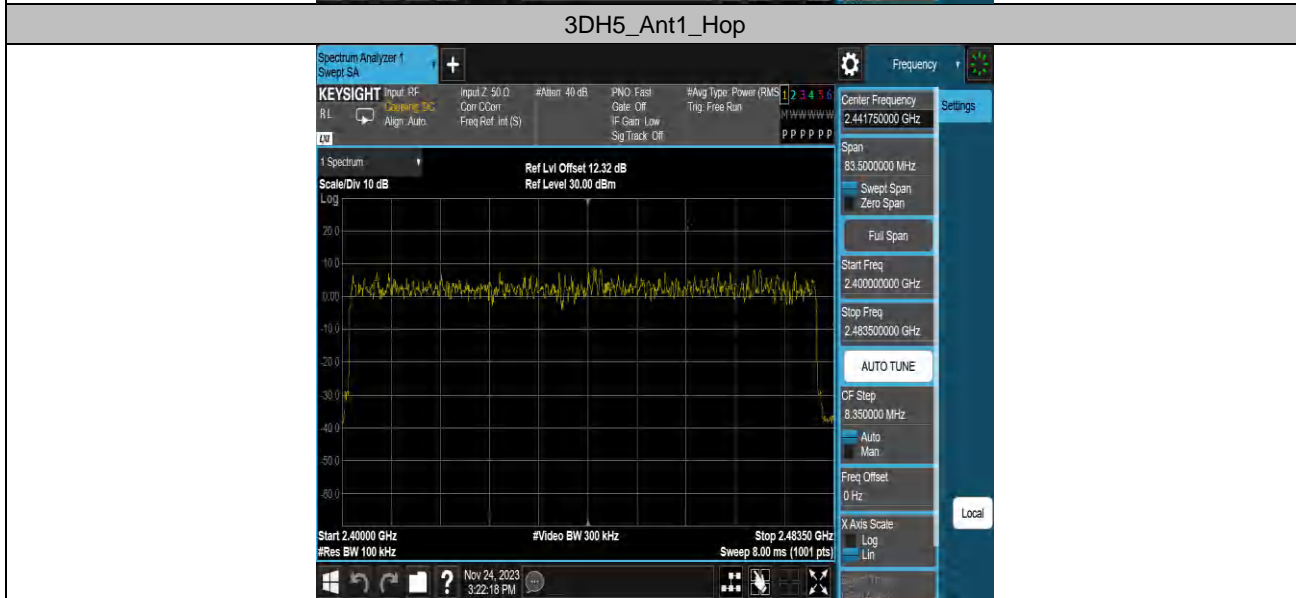 3DH5_Ant1_Hop
Spectrum Analyzer 1
Swept SA
+
Frequency
Settings
KEYSIGHT
RL
LXI
Input: RF
Coupling: DC
Align: Auto
Input Z: 50 Ω
Corr CCorr
Freq Ref: Int (S)
#Atten: 40 dB
PNO: Fast
Gate: Off
IF Gain: Low
Sig Track: Off
#Avg Type: Power (RMS
Trig: Free Run
1 2 3 4 5 6
M W W W W W
P P P P P P
Center Frequency
2.441750000 GHz
Span
83.5000000 MHz
Swept Span
Zero Span
Full Span
Start Freq
2.400000000 GHz
Stop Freq
2.483500000 GHz
AUTO TUNE
CF Step
8.350000 MHz
Auto
Man
Freq Offset
0 Hz
X Axis Scale
Log
Lin
Local
1 Spectrum
Scale/Div 10 dB
Log
Ref Lvl Offset 12.32 dB
Ref Level 30.00 dBm
20.0
10.0
0.00
-10.0
-20.0
-30.0
-40.0
-50.0
-60.0
Start 2.40000 GHz
#Res BW 100 kHz
#Video BW 300 kHz
Stop 2.48350 GHz
Sweep 8.00 ms (1001 pts)
?
Nov 24, 2023
3:22:18 PM